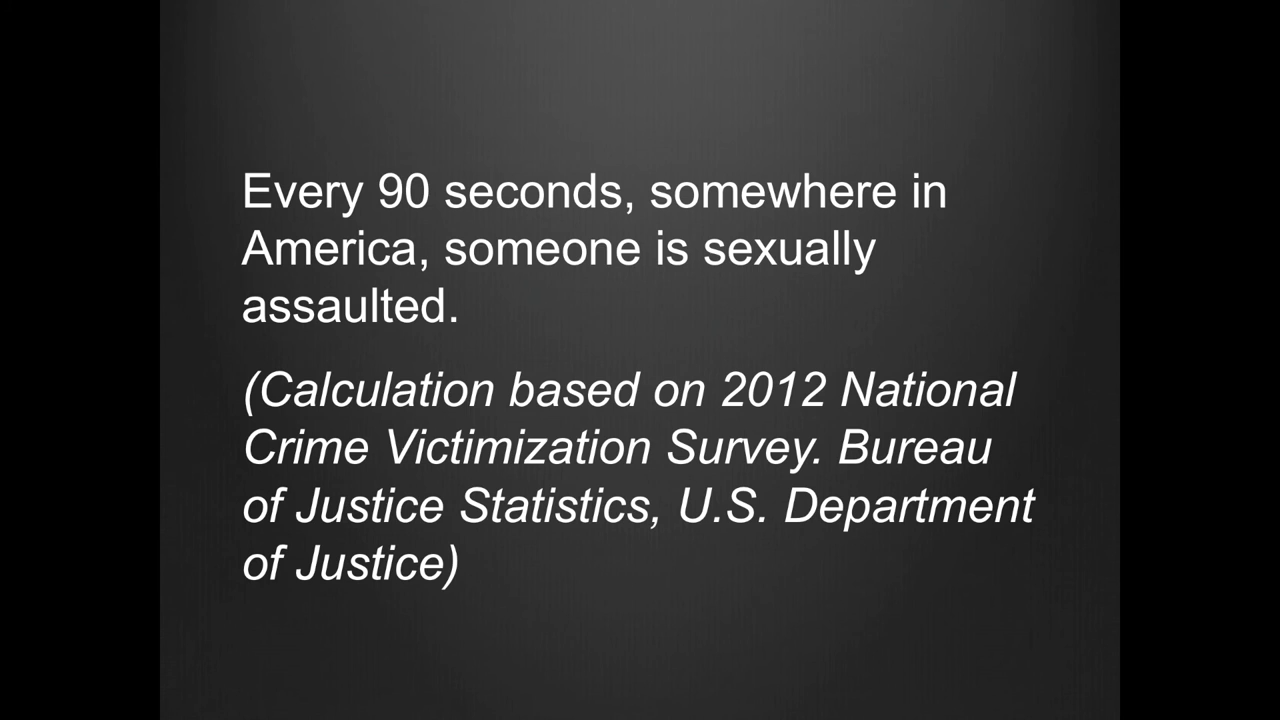 Every 90 seconds, somewhere in
America, someone is sexually
assaulted.
(Calculation based on 2012 National
Crime Victimization Survey. Bureau
of Justice Statistics, U.S. Department
of Justice)